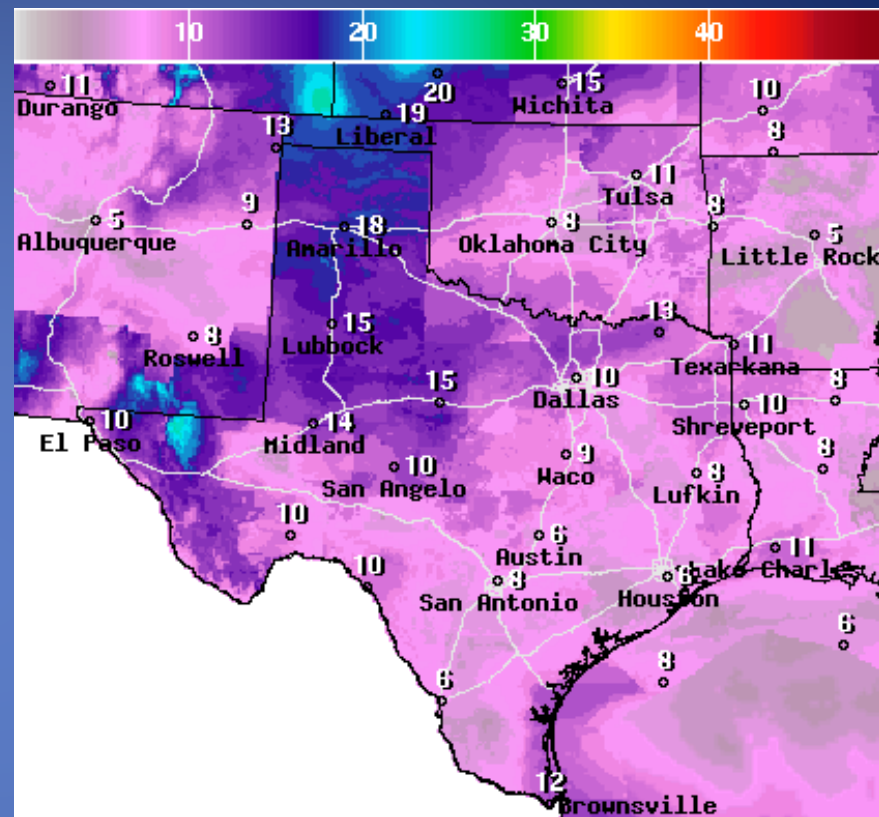 10 20 30 40
11
Durango
20
15
Wichita
10
19
Liberal
13
8
11
Tulsa
5
Albuquerque
9
18
Amarillo
8
Oklahoma City
8
5
Little Rock
8
Roswell
15
Lubbock
13
11
Texarkana
10
Dallas
15
10
Shreveport
8
10
El Paso
14
Midland
10
San Angelo
9
Waco
8
Lufkin
8
10
6
Austin
11
Lake Charles
10
8
San Antonio
6
Houston
6
8
6
12
Brownsville